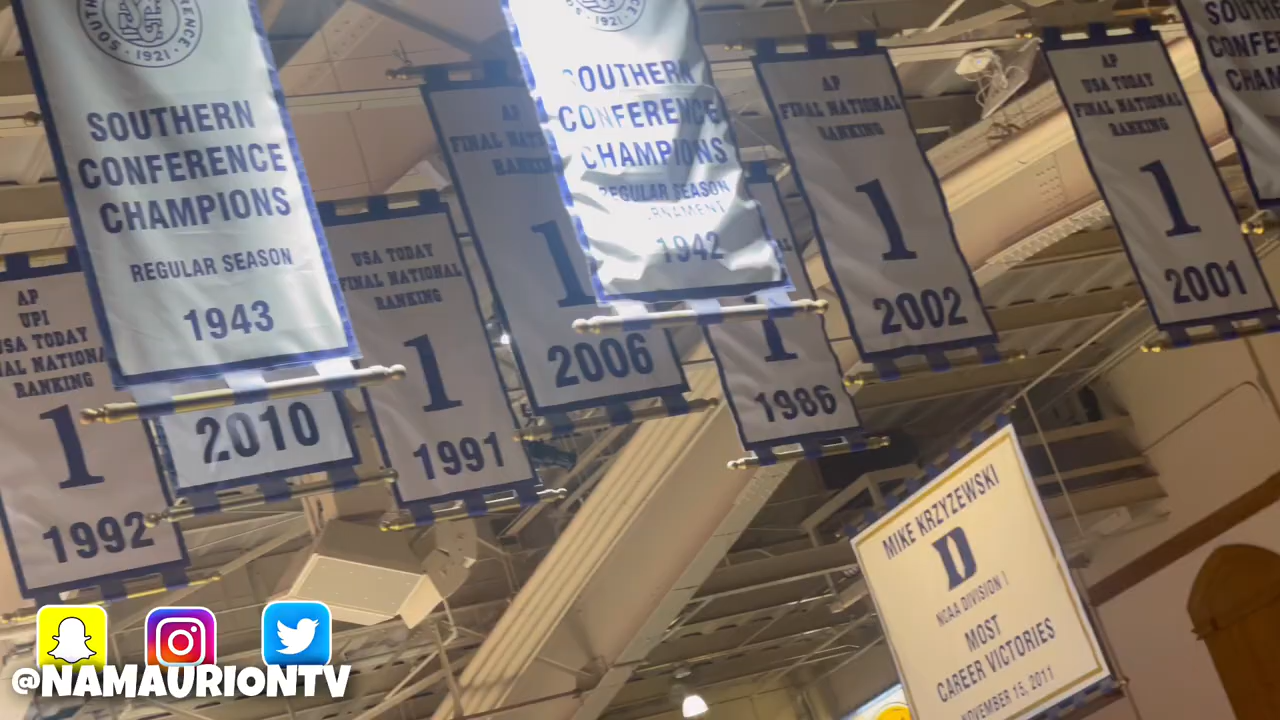 SOUTHERN
CONFERENCE
CHAMPIONS
REGULAR SEASON
1943
· 1921 ·
SOUTHERN
CONFERENCE
CHAMPIONS
REGULAR SEASON
1942
1921
AP
UPI
USA TODAY
RANKING
1
1992
2010
USA TODAY
FINAL NATIONAL
RANKING
1
1991
AP
FINAL
1
2006
1
1986
AP
FINAL NATIONAL
RANKING
1
2002
AP
USA TODAY
FINAL NATIONAL
RANKING
1
2001
MIKE KRZYZEWSKI
D
NCAA DIVISION I
MOST
CAREER VICTORIES
NOVEMBER 15, 2011
@NAMAURIONTV